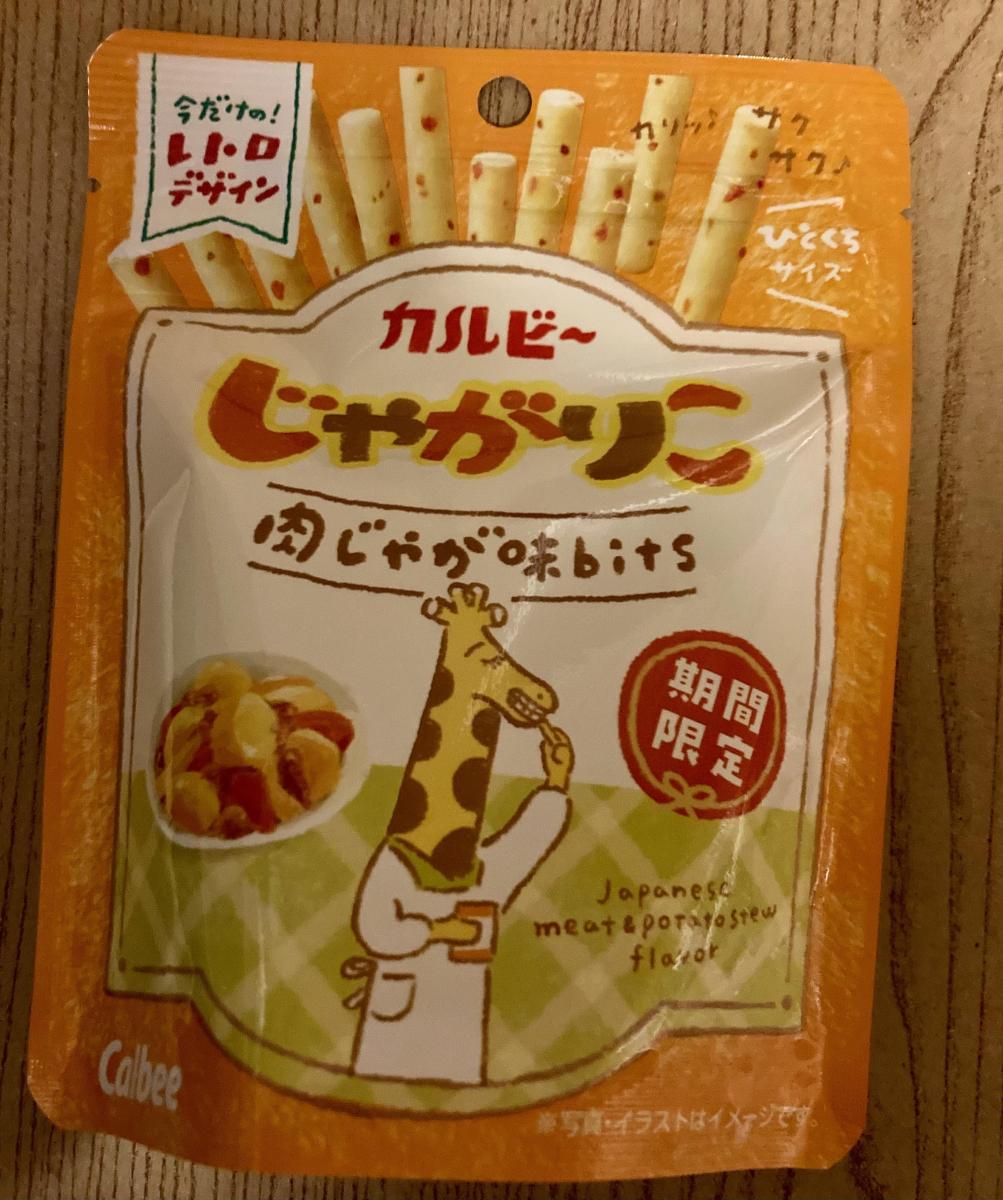 今だけの!
レトロ
デザイン
カリッッ♪
サク
サク♪
ひとくち
サイズ
カルビー
じゃがりこ
肉じゃが味bits
期間
限定
Japanese
meat&potatostew
flavor
Calbee
※写真・イラストはイメージです。